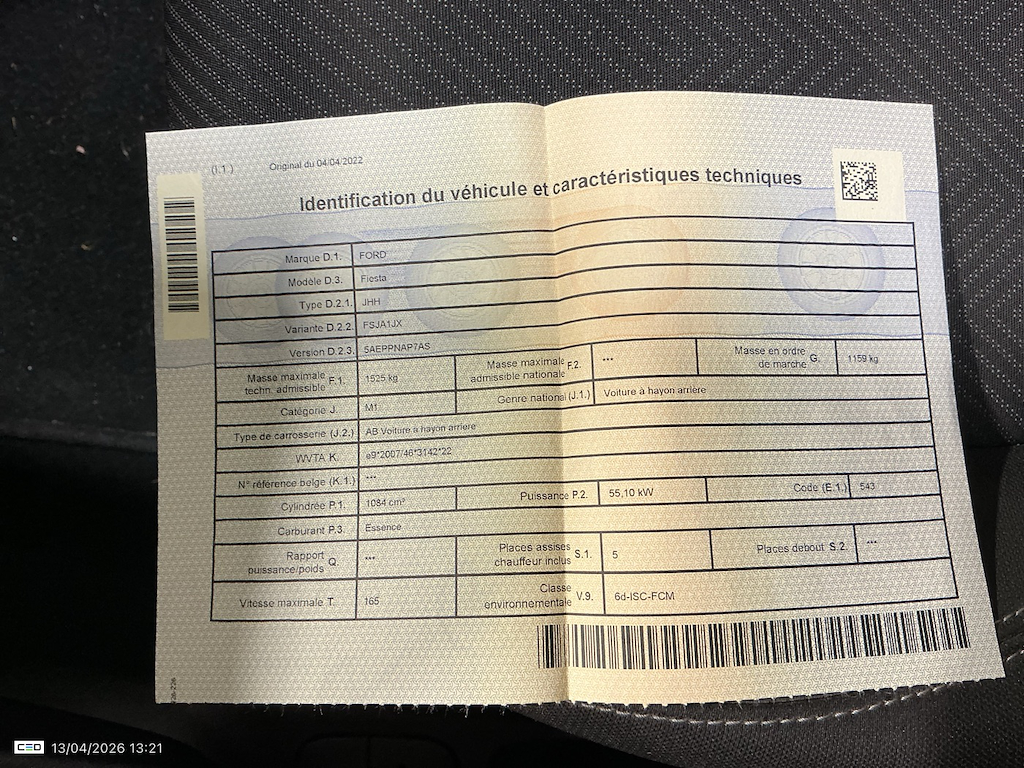 (I.1.) Original du 04/04/2022
Identification du véhicule et caractéristiques techniques
Marque D.1. FORD
Modèle D.3. Fiesta
Type D.2.1. JHH
Variante D.2.2. FSJA1JX
Version D.2.3. 5AEPPNAP7AS
Masse maximale techn. admissible F.1. 1525 kg Masse maximale admissible nationale F.2. *** Masse en ordre de marche G. 1159 kg
Catégorie J. M1 Genre national (J.1.) Voiture à hayon arrière
Type de carrosserie (J.2.) AB Voiture à hayon arrière
WVTA K. e9*2007/46*3142*22
N° référence belge (K.1.) ***
Cylindrée P.1. 1084 cm³ Puissance P.2. 55,10 kW Code (E.1.) 543
Carburant P.3. Essence
Rapport puissance/poids Q. *** Places assises chauffeur inclus S.1. 5 Places debout S.2. ***
Vitesse maximale T. 165 Classe environnementale V.9. 6d-ISC-FCM
CEO 13/04/2026 13:21